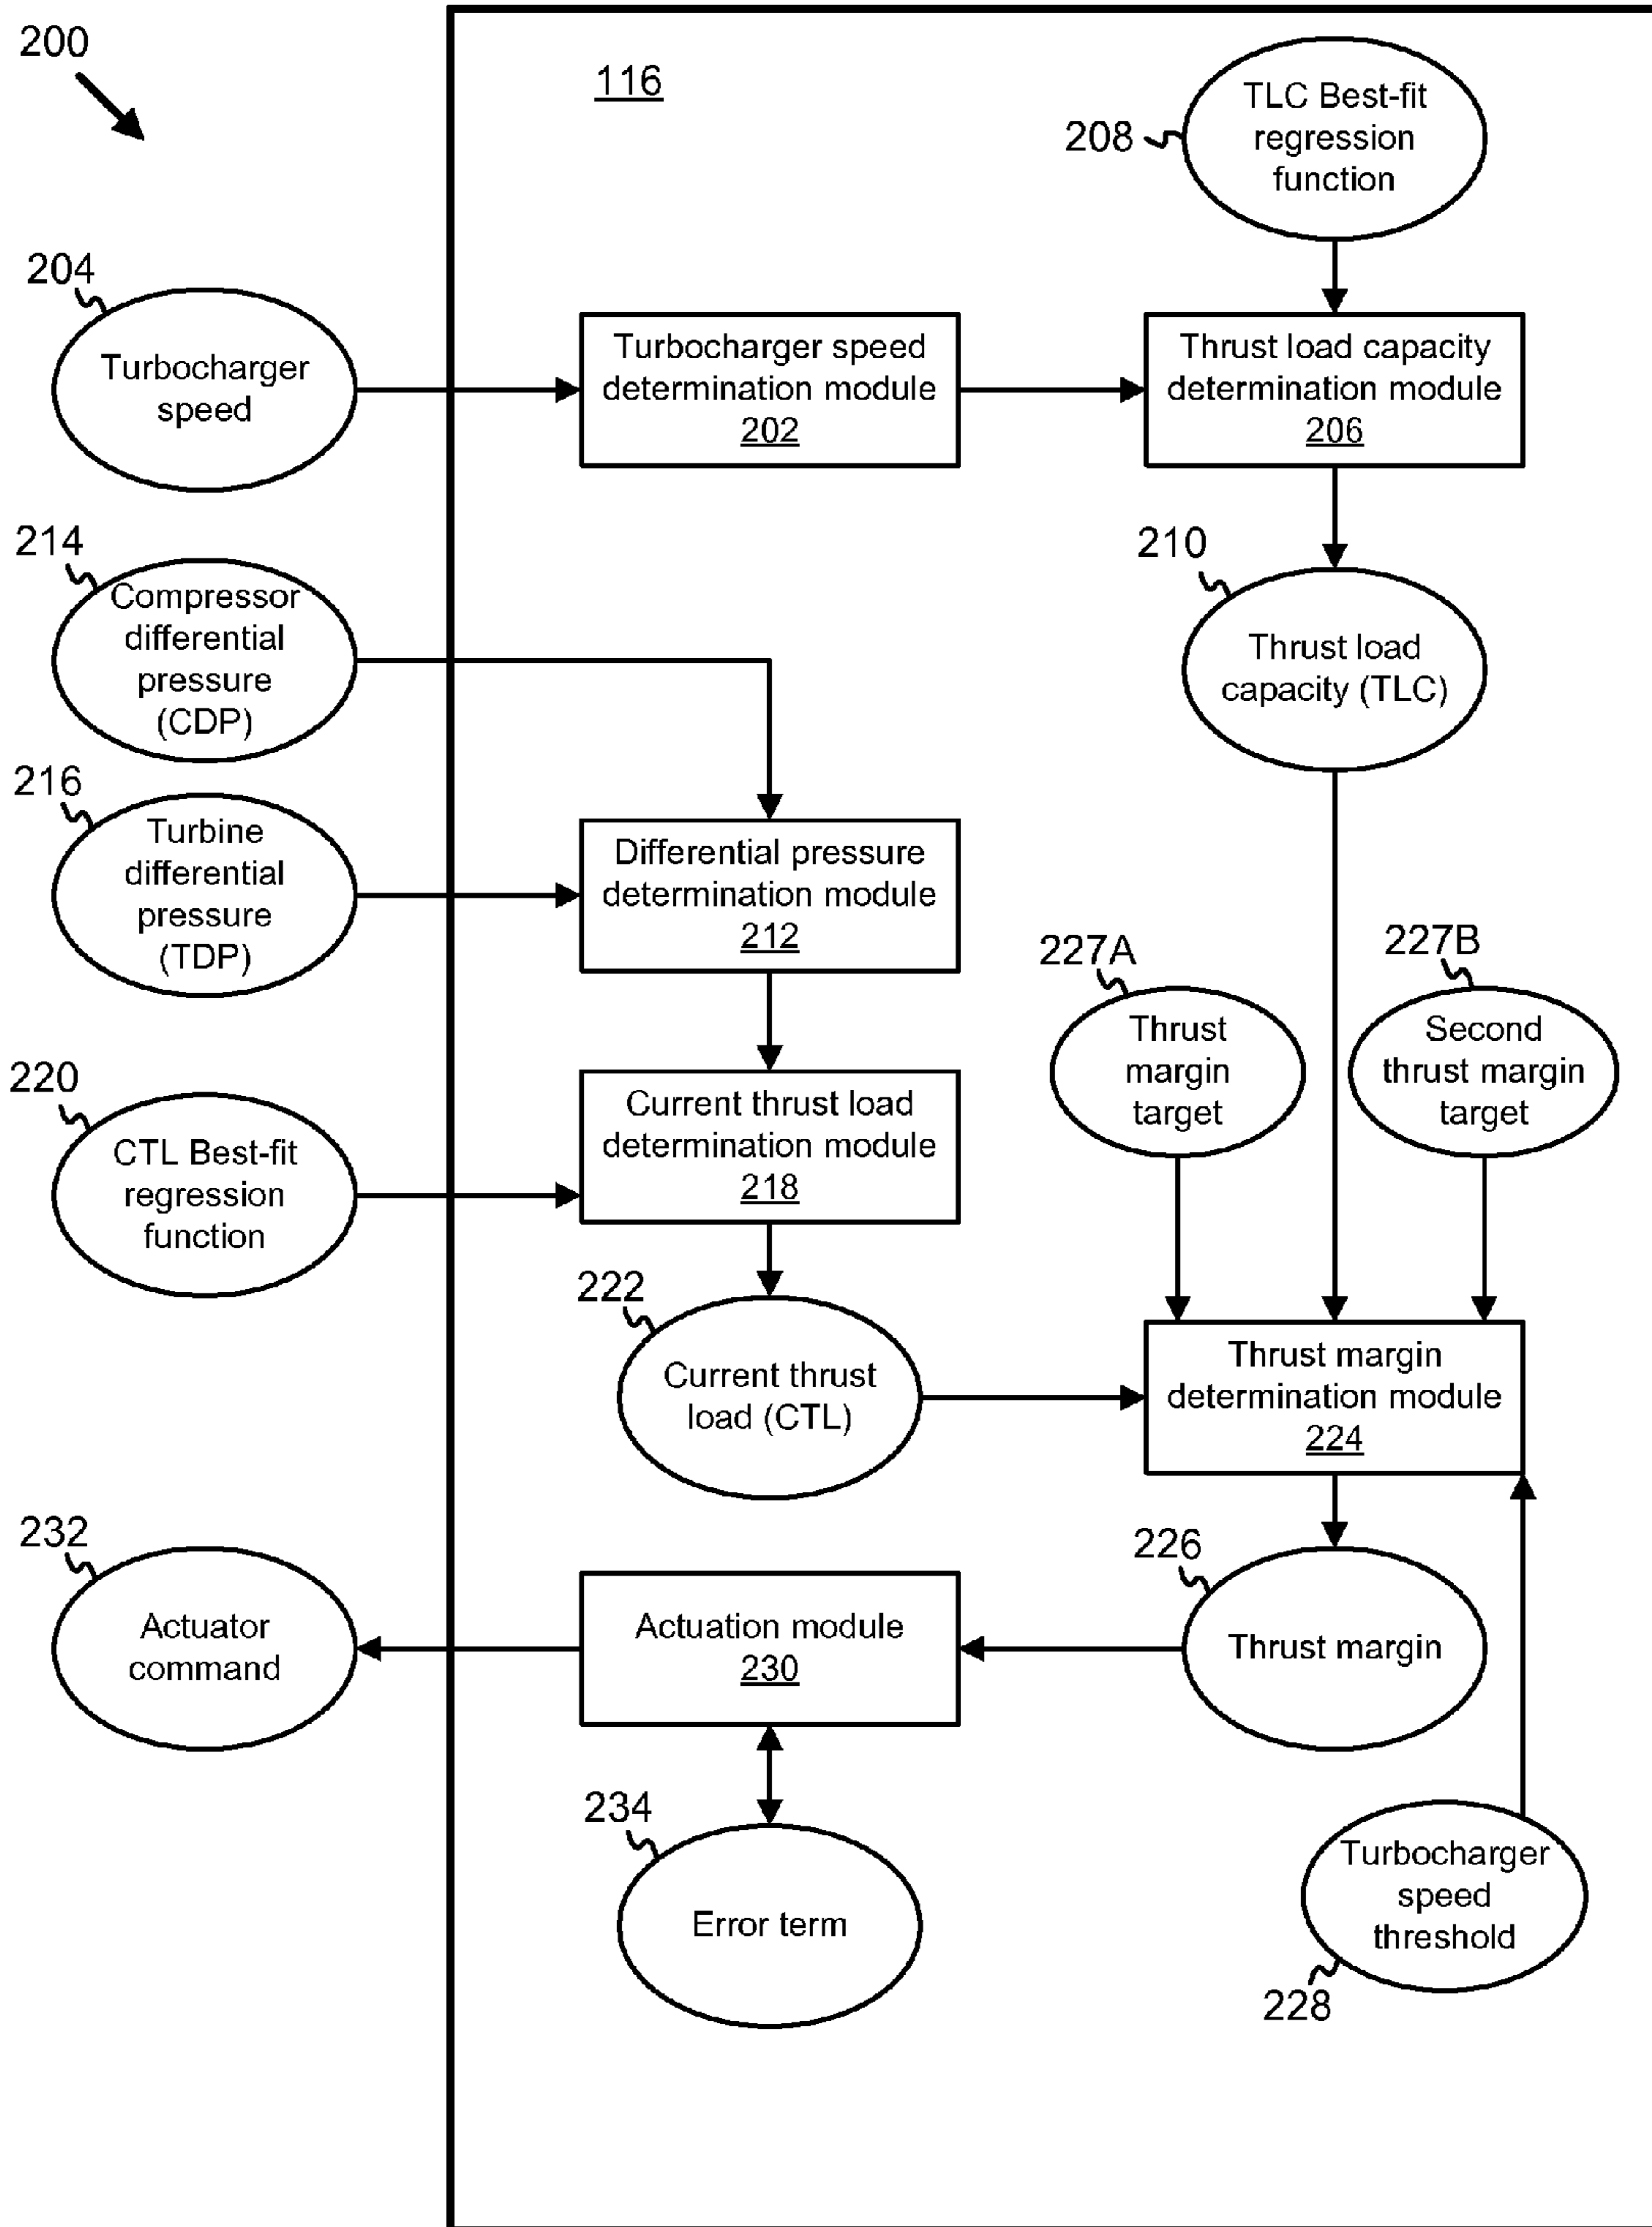 200
116
TLC Best-fit
regression
function
208
204
Turbocharger
speed
Turbocharger speed
determination module
202
Thrust load capacity
determination module
206
214
Compressor
differential
pressure
(CDP)
210
Thrust load
capacity (TLC)
216
Turbine
differential
pressure
(TDP)
Differential pressure
determination module
212
227A
Thrust
margin
target
227B
Second
thrust margin
target
220
CTL Best-fit
regression
function
Current thrust load
determination module
218
222
Current thrust
load (CTL)
Thrust margin
determination module
224
232
Actuator
command
Actuation module
230
226
Thrust margin
234
Error term
Turbocharger
speed
threshold
228